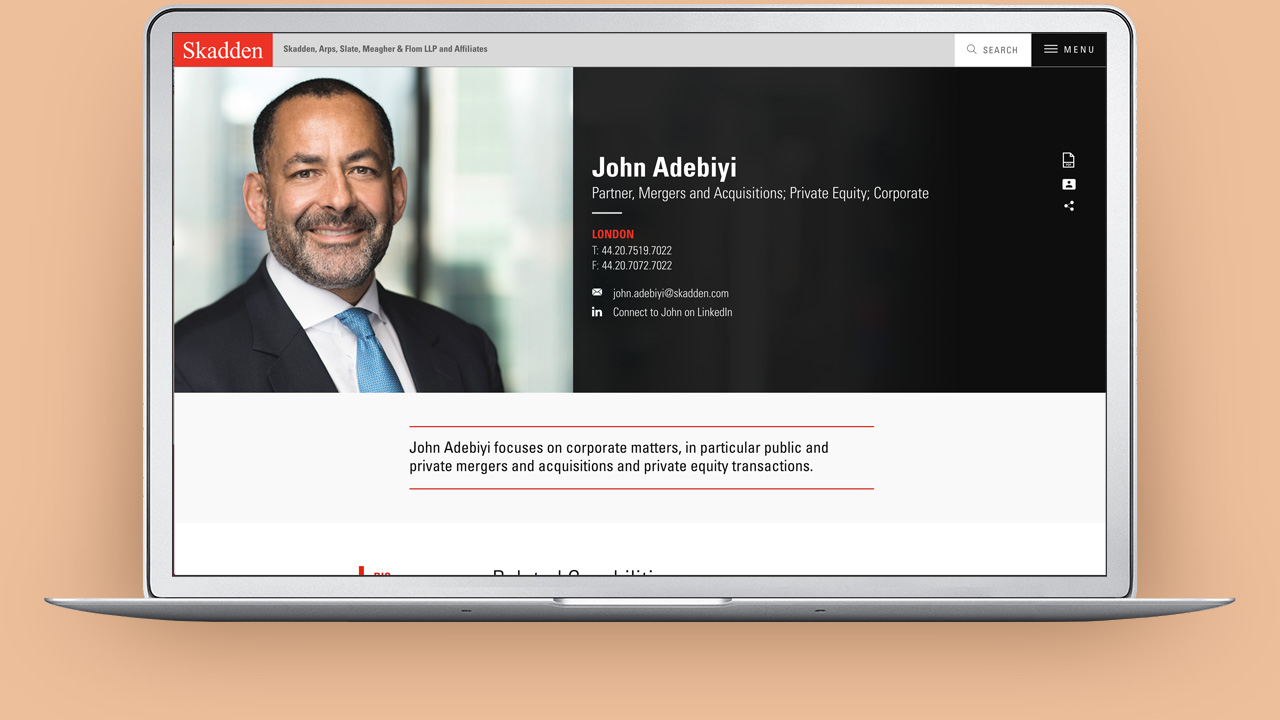 Skadden
Skadden, Arps, Slate, Meagher & Flom LLP and Affiliates
SEARCH
MENU
John Adebiyi
Partner, Mergers and Acquisitions; Private Equity; Corporate
LONDON
T: 44.20.7519.7022
F: 44.20.7072.7022
john.adebiyi@skadden.com
in
Connect to John on LinkedIn
John Adebiyi focuses on corporate matters, in particular public and
private mergers and acquisitions and private equity transactions.